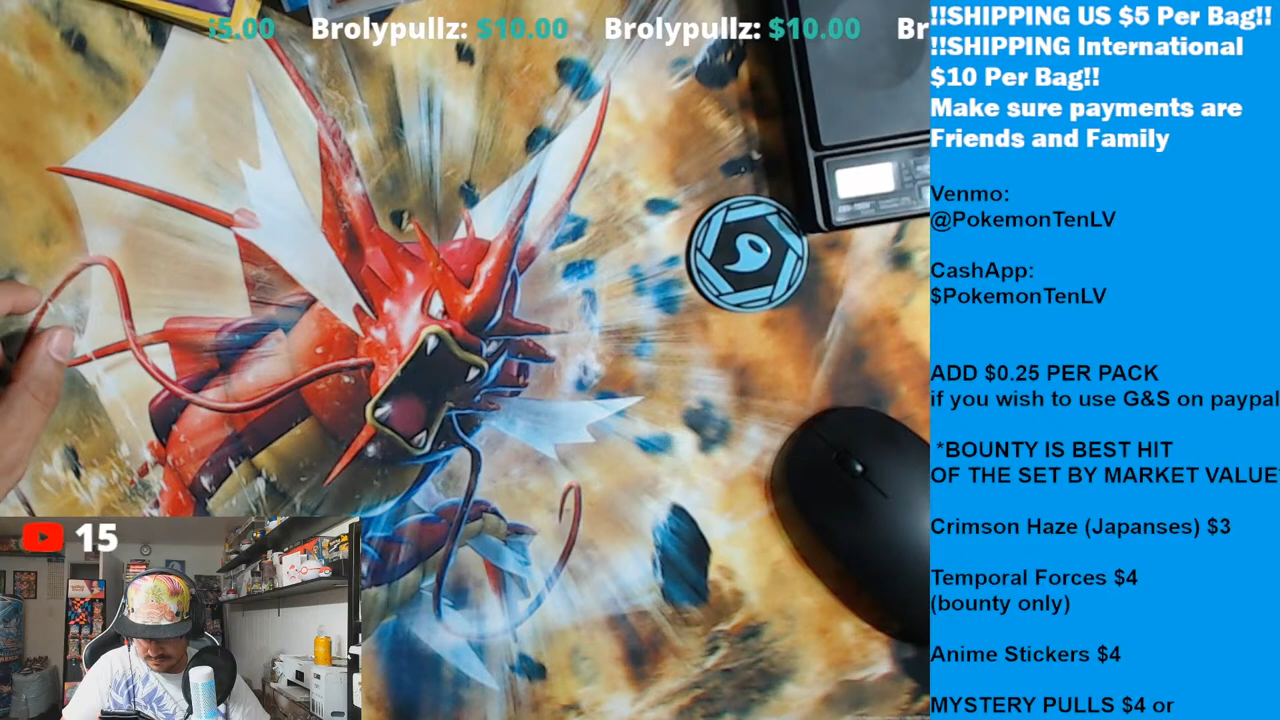 $5.00 Brolypullz: $10.00 Brolypullz: $10.00 Br
!!SHIPPING US $5 Per Bag!!
!!SHIPPING International
$10 Per Bag!!
Make sure payments are
Friends and Family
Venmo:
@PokemonTenLV
CashApp:
$PokemonTenLV
ADD $0.25 PER PACK
if you wish to use G&S on paypal
*BOUNTY IS BEST HIT
OF THE SET BY MARKET VALUE
Crimson Haze (Japanses) $3
Temporal Forces $4
(bounty only)
Anime Stickers $4
MYSTERY PULLS $4 or
15